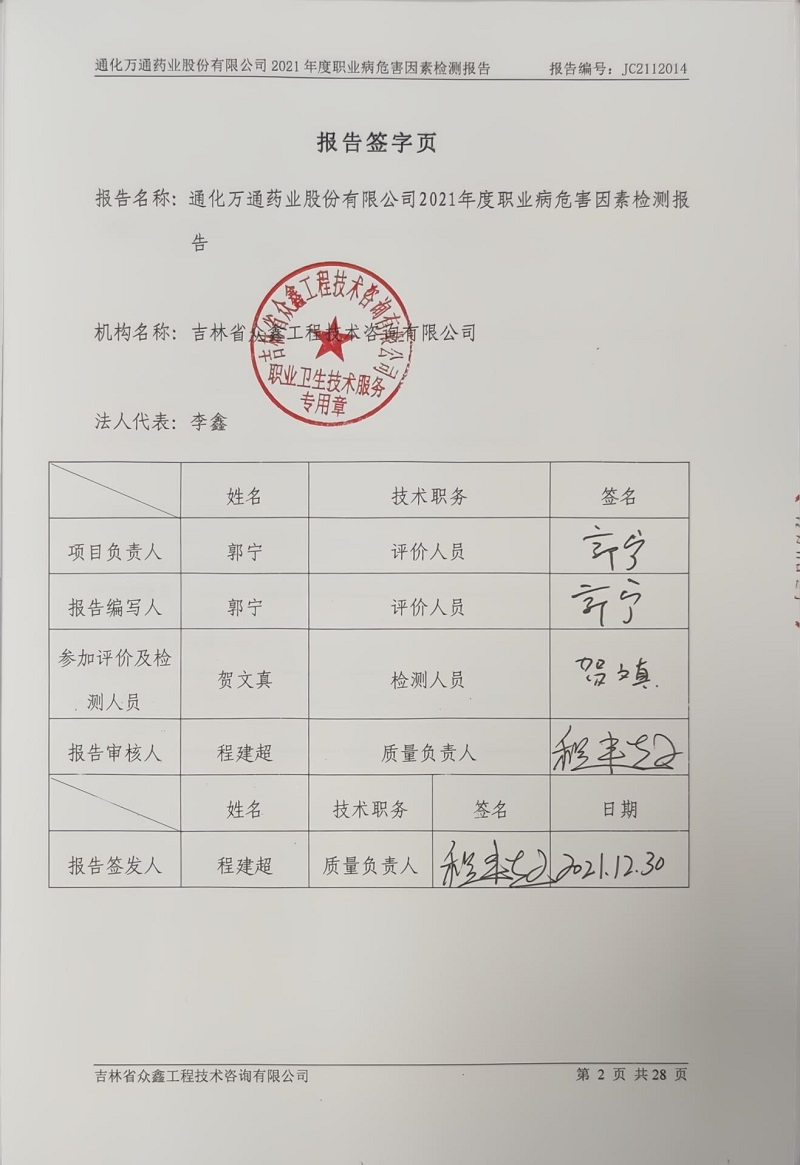 通化万通药业股份有限公司 2021 年度职业病危害因素检测报告 报告编号：JC2112014
报告签字页
报告名称：通化万通药业股份有限公司2021年度职业病危害因素检测报
告
机构名称：吉林省众鑫工程技术咨询有限公司
吉林省众鑫工程技术咨询有限公司
职业卫生技术服务
专用章
法人代表：李鑫
姓名 技术职务 签名
项目负责人 郭宁 评价人员 郭宁
报告编写人 郭宁 评价人员 郭宁
参加评价及检
测人员 贺文真 检测人员 贺文真
报告审核人 程建超 质量负责人 程建超
姓名 技术职务 签名 日期
报告签发人 程建超 质量负责人 程建超 2021.12.30
吉林省众鑫工程技术咨询有限公司 第 2 页 共 28 页